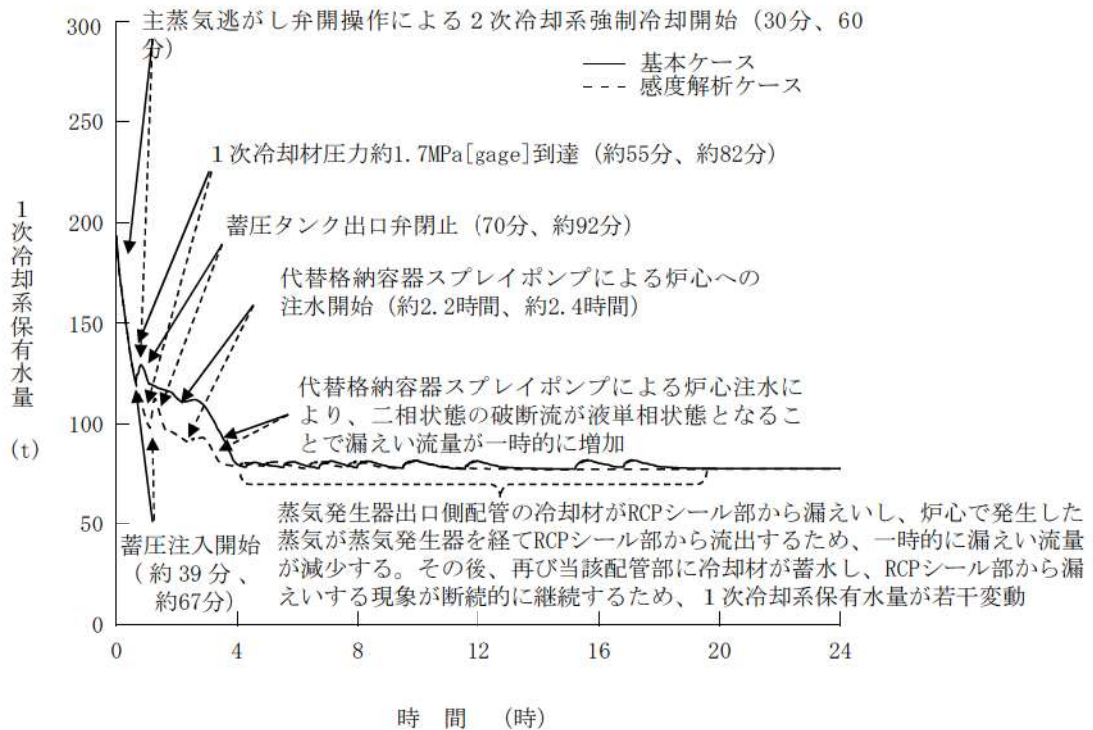 主蒸気逃がし弁開操作による２次冷却系強制冷却開始（30分、60
分）
基本ケース
感度解析ケース
１次冷却材圧力約1.7MPa[gage]到達（約55分、約82分）
蓄圧タンク出口弁閉止（70分、約92分）
代替格納容器スプレイポンプによる炉心への
注水開始（約2.2時間、約2.4時間）
代替格納容器スプレイポンプによる炉心注水に
より、二相状態の破断流が液単相状態となるこ
とで漏えい流量が一時的に増加
蒸気発生器出口側配管の冷却材がRCPシール部から漏えいし、炉心で発生した
蒸気が蒸気発生器を経てRCPシール部から流出するため、一時的に漏えい流量
が減少する。その後、再び当該配管部に冷却材が蓄水し、RCPシール部から漏
えいする現象が断続的に継続するため、１次冷却系保有水量が若干変動
蓄圧注入開始
（約39分、
約67分）
１次冷却系保有水量
(t)
300
250
200
150
100
50
0
0 4 8 12 16 20 24
時　間　（時）